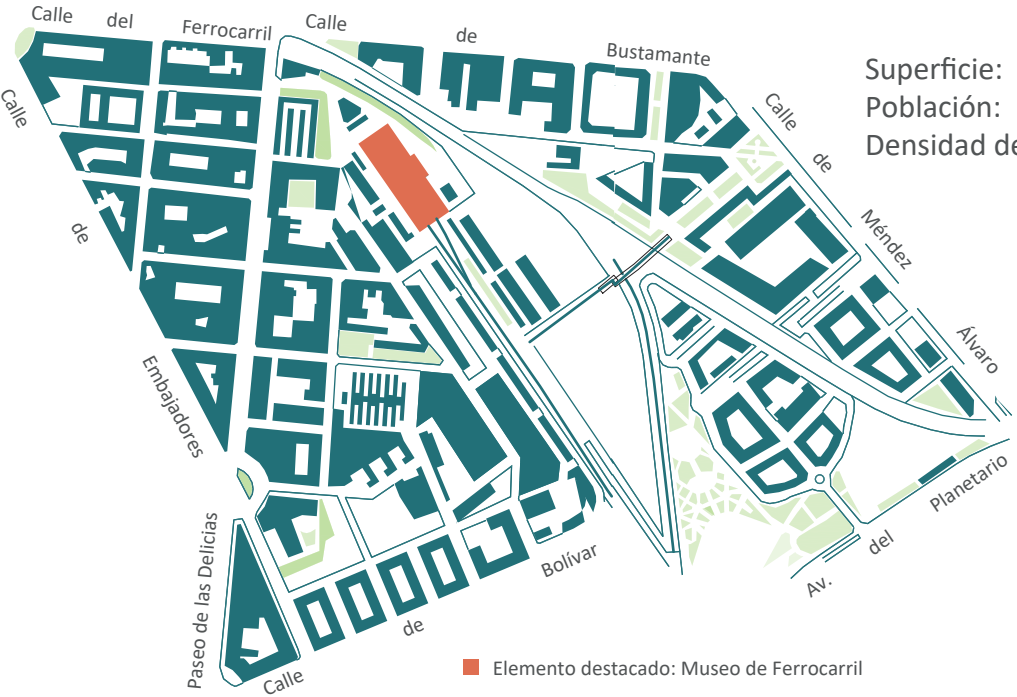 Calle del Ferrocarril
Calle de Bustamante
Superficie:
Población:
Densidad de
Calle de Méndez Álvaro
Calle de Embajadores
Paseo de las Delicias
Calle de Bolívar
Av. del Planetario
Elemento destacado: Museo de Ferrocarril